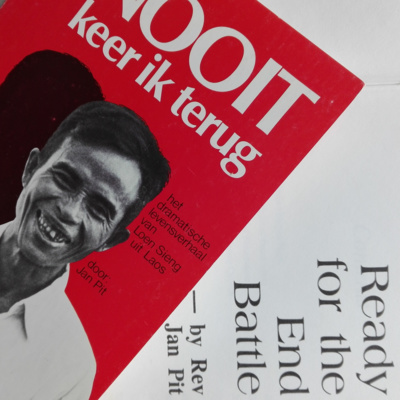 NOOIT
keer ik terug
het
dramatische
levensverhaal
van
Loen Sieng
uit Laos
door
Jan Pit
Ready
for the
End
Battle
— by Rev
Jan Pit